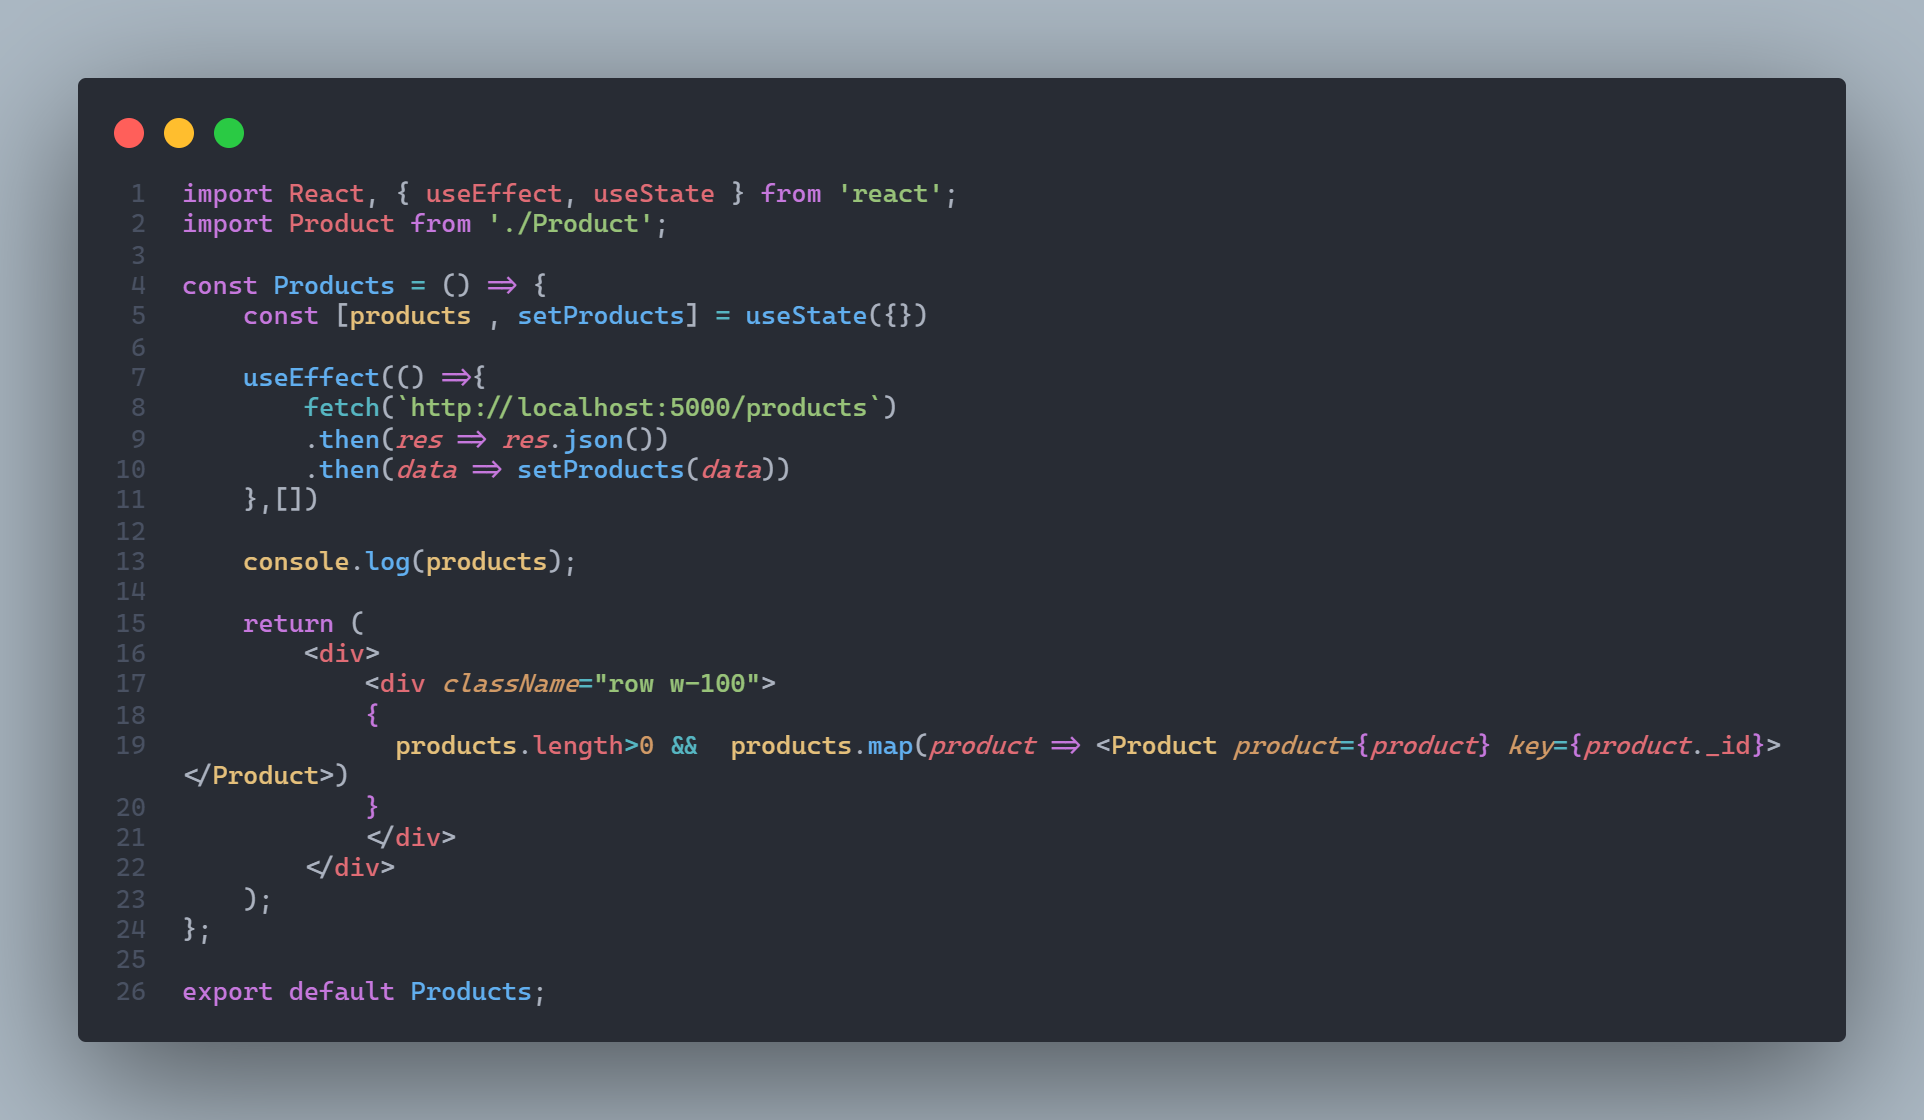 1 import React, { useEffect, useState } from 'react';
2 import Product from './Product';
3
4 const Products = () => {
5     const [products , setProducts] = useState({})
6
7     useEffect(() =>{
8         fetch(`http://localhost:5000/products`)
9         .then(res => res.json())
10         .then(data => setProducts(data))
11     },[])
12
13     console.log(products);
14
15     return (
16         <div>
17             <div className="row w-100">
18             {
19               products.length>0 &&  products.map(product => <Product product={product} key={product._id}>
</Product>)
20             }
21             </div>
22         </div>
23     );
24 };
25
26 export default Products;